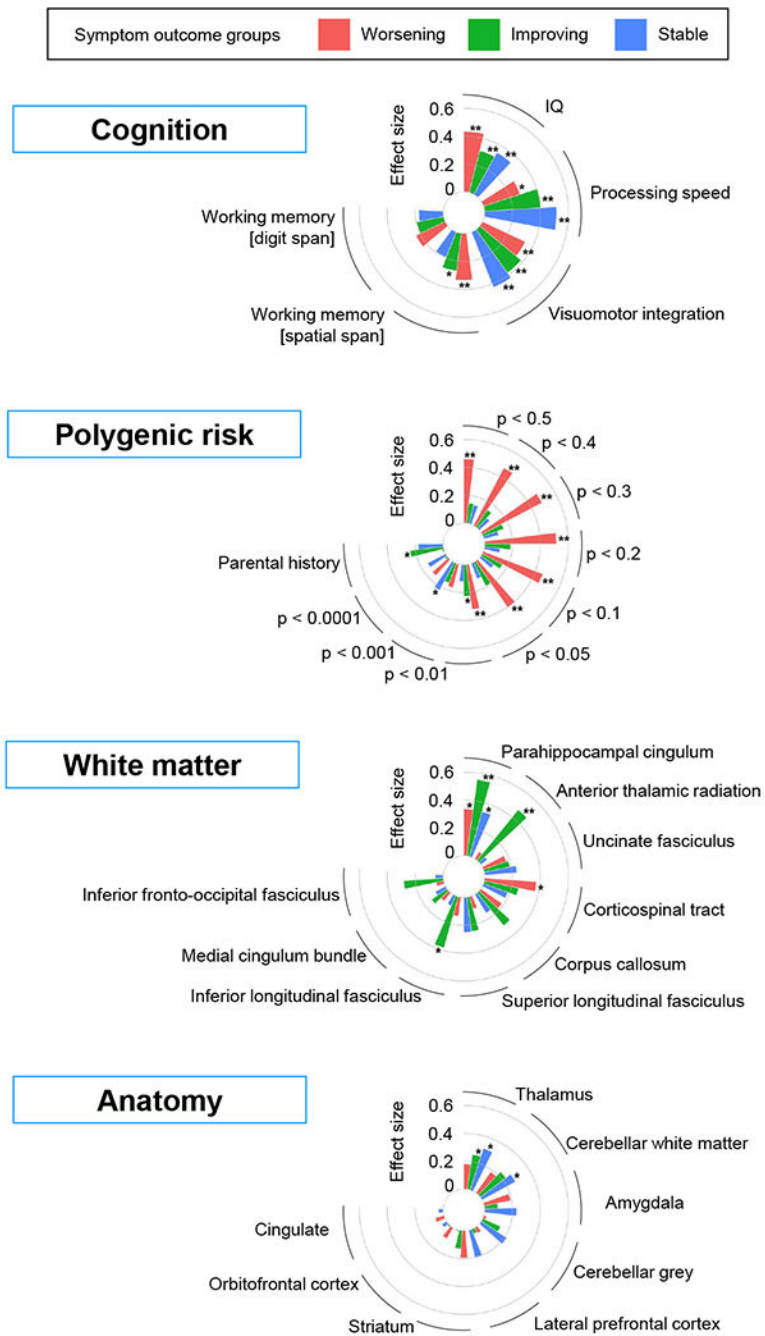 Symptom outcome groups Worsening Improving Stable
Cognition
Effect size
0.6
0.4
0.2
0
IQ
** ** **
Processing speed
* ** **
Visuomotor integration
** ** **
Working memory
[spatial span]
** *
Working memory
[digit span]
Polygenic risk
Effect size
0.6
0.4
0.2
0
p < 0.5
**
p < 0.4
**
p < 0.3
**
p < 0.2
**
p < 0.1
**
p < 0.05
**
p < 0.01
** *
p < 0.001
*
p < 0.0001
Parental history
*
White matter
Effect size
0.6
0.4
0.2
0
Parahippocampal cingulum
* ** *
Anterior thalamic radiation
**
Uncinate fasciculus
Corticospinal tract
*
Corpus callosum
Superior longitudinal fasciculus
Inferior longitudinal fasciculus
*
Medial cingulum bundle
Inferior fronto-occipital fasciculus
Anatomy
Effect size
0.6
0.4
0.2
0
Thalamus
* *
Cerebellar white matter
*
Amygdala
Cerebellar grey
Lateral prefrontal cortex
Striatum
Orbitofrontal cortex
Cingulate